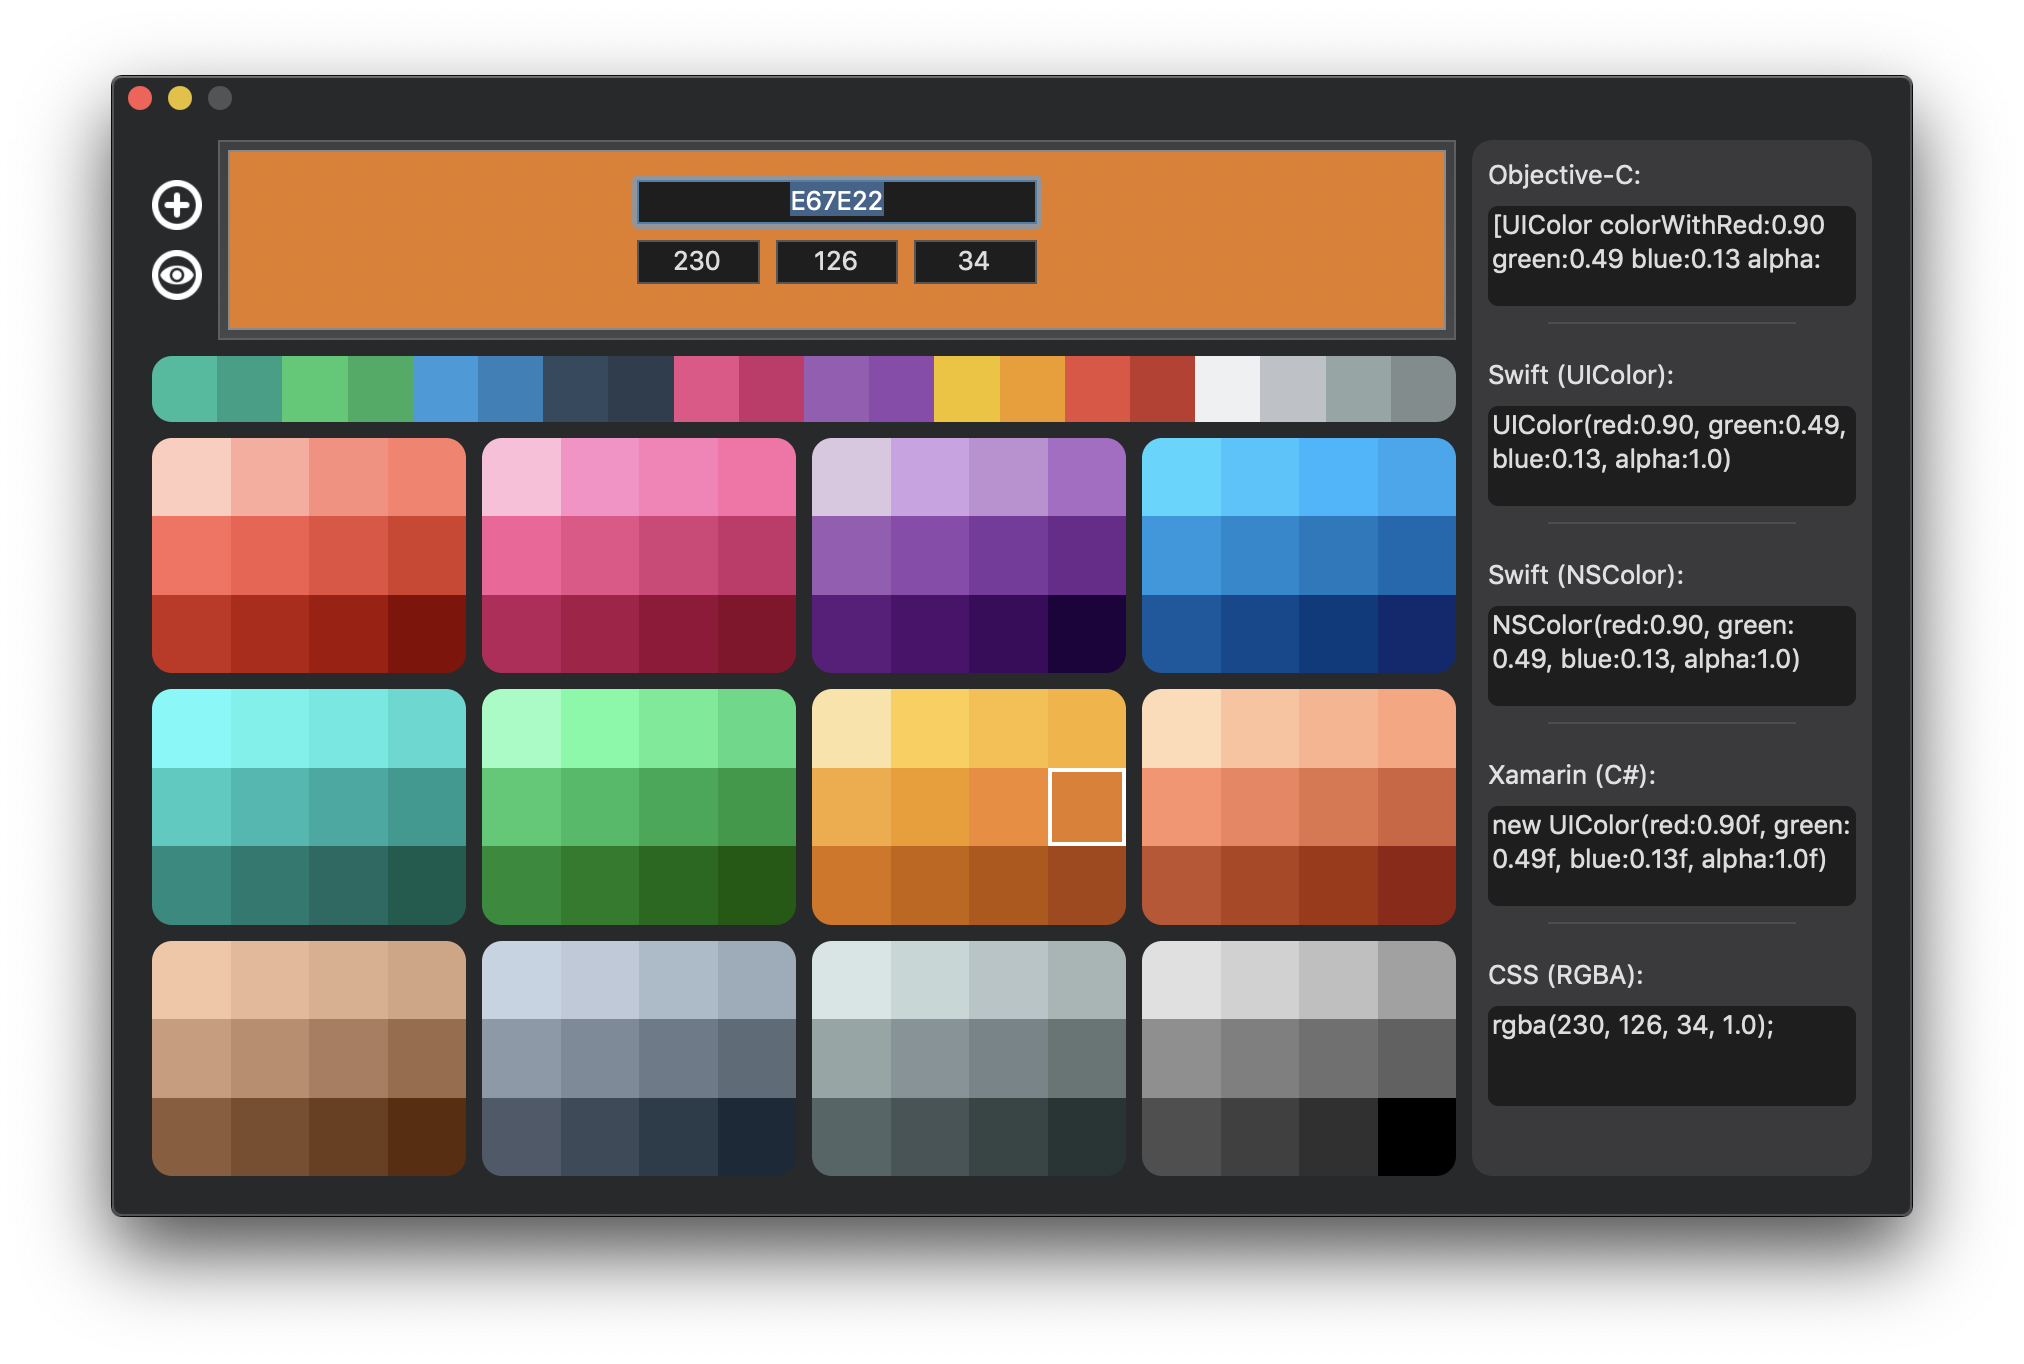 E67E22
230 126 34
Objective-C:
[UIColor colorWithRed:0.90
green:0.49 blue:0.13 alpha:
Swift (UIColor):
UIColor(red:0.90, green:0.49,
blue:0.13, alpha:1.0)
Swift (NSColor):
NSColor(red:0.90, green:
0.49, blue:0.13, alpha:1.0)
Xamarin (C#):
new UIColor(red:0.90f, green:
0.49f, blue:0.13f, alpha:1.0f)
CSS (RGBA):
rgba(230, 126, 34, 1.0);